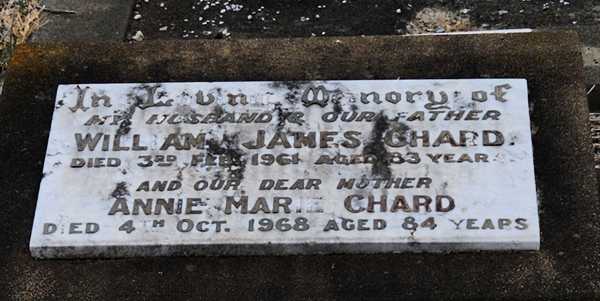 In Loving Memory of
MY HUSBAND & OUR FATHER
WILLIAM JAMES CHARD
DIED 3RD FEB. 1961 AGED 83 YEARS
AND OUR DEAR MOTHER
ANNIE MARIE CHARD
DIED 4TH OCT. 1968 AGED 84 YEARS